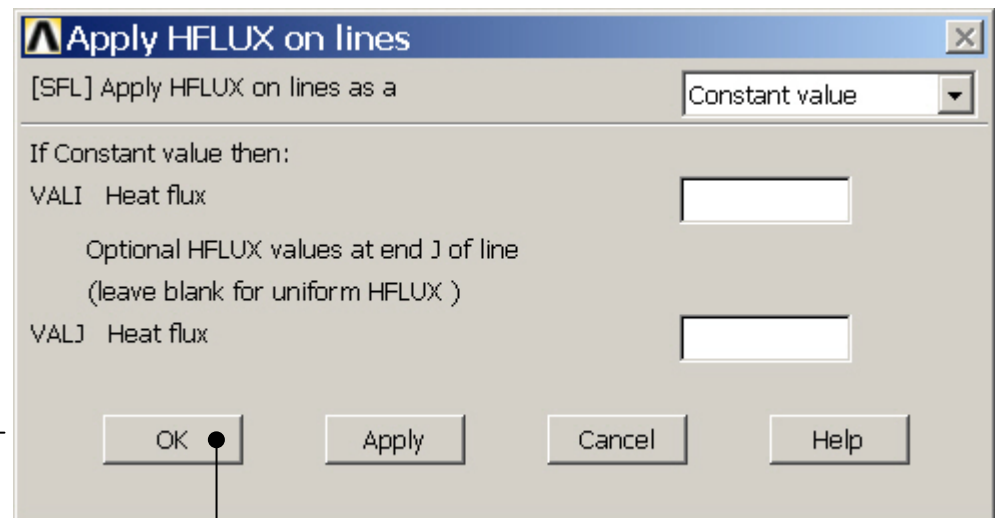 Apply HFLUX on lines
[SFL] Apply HFLUX on lines as a Constant value
If Constant value then:
VALI Heat flux
Optional HFLUX values at end J of line
(leave blank for uniform HFLUX )
VALJ Heat flux
OK Apply Cancel Help